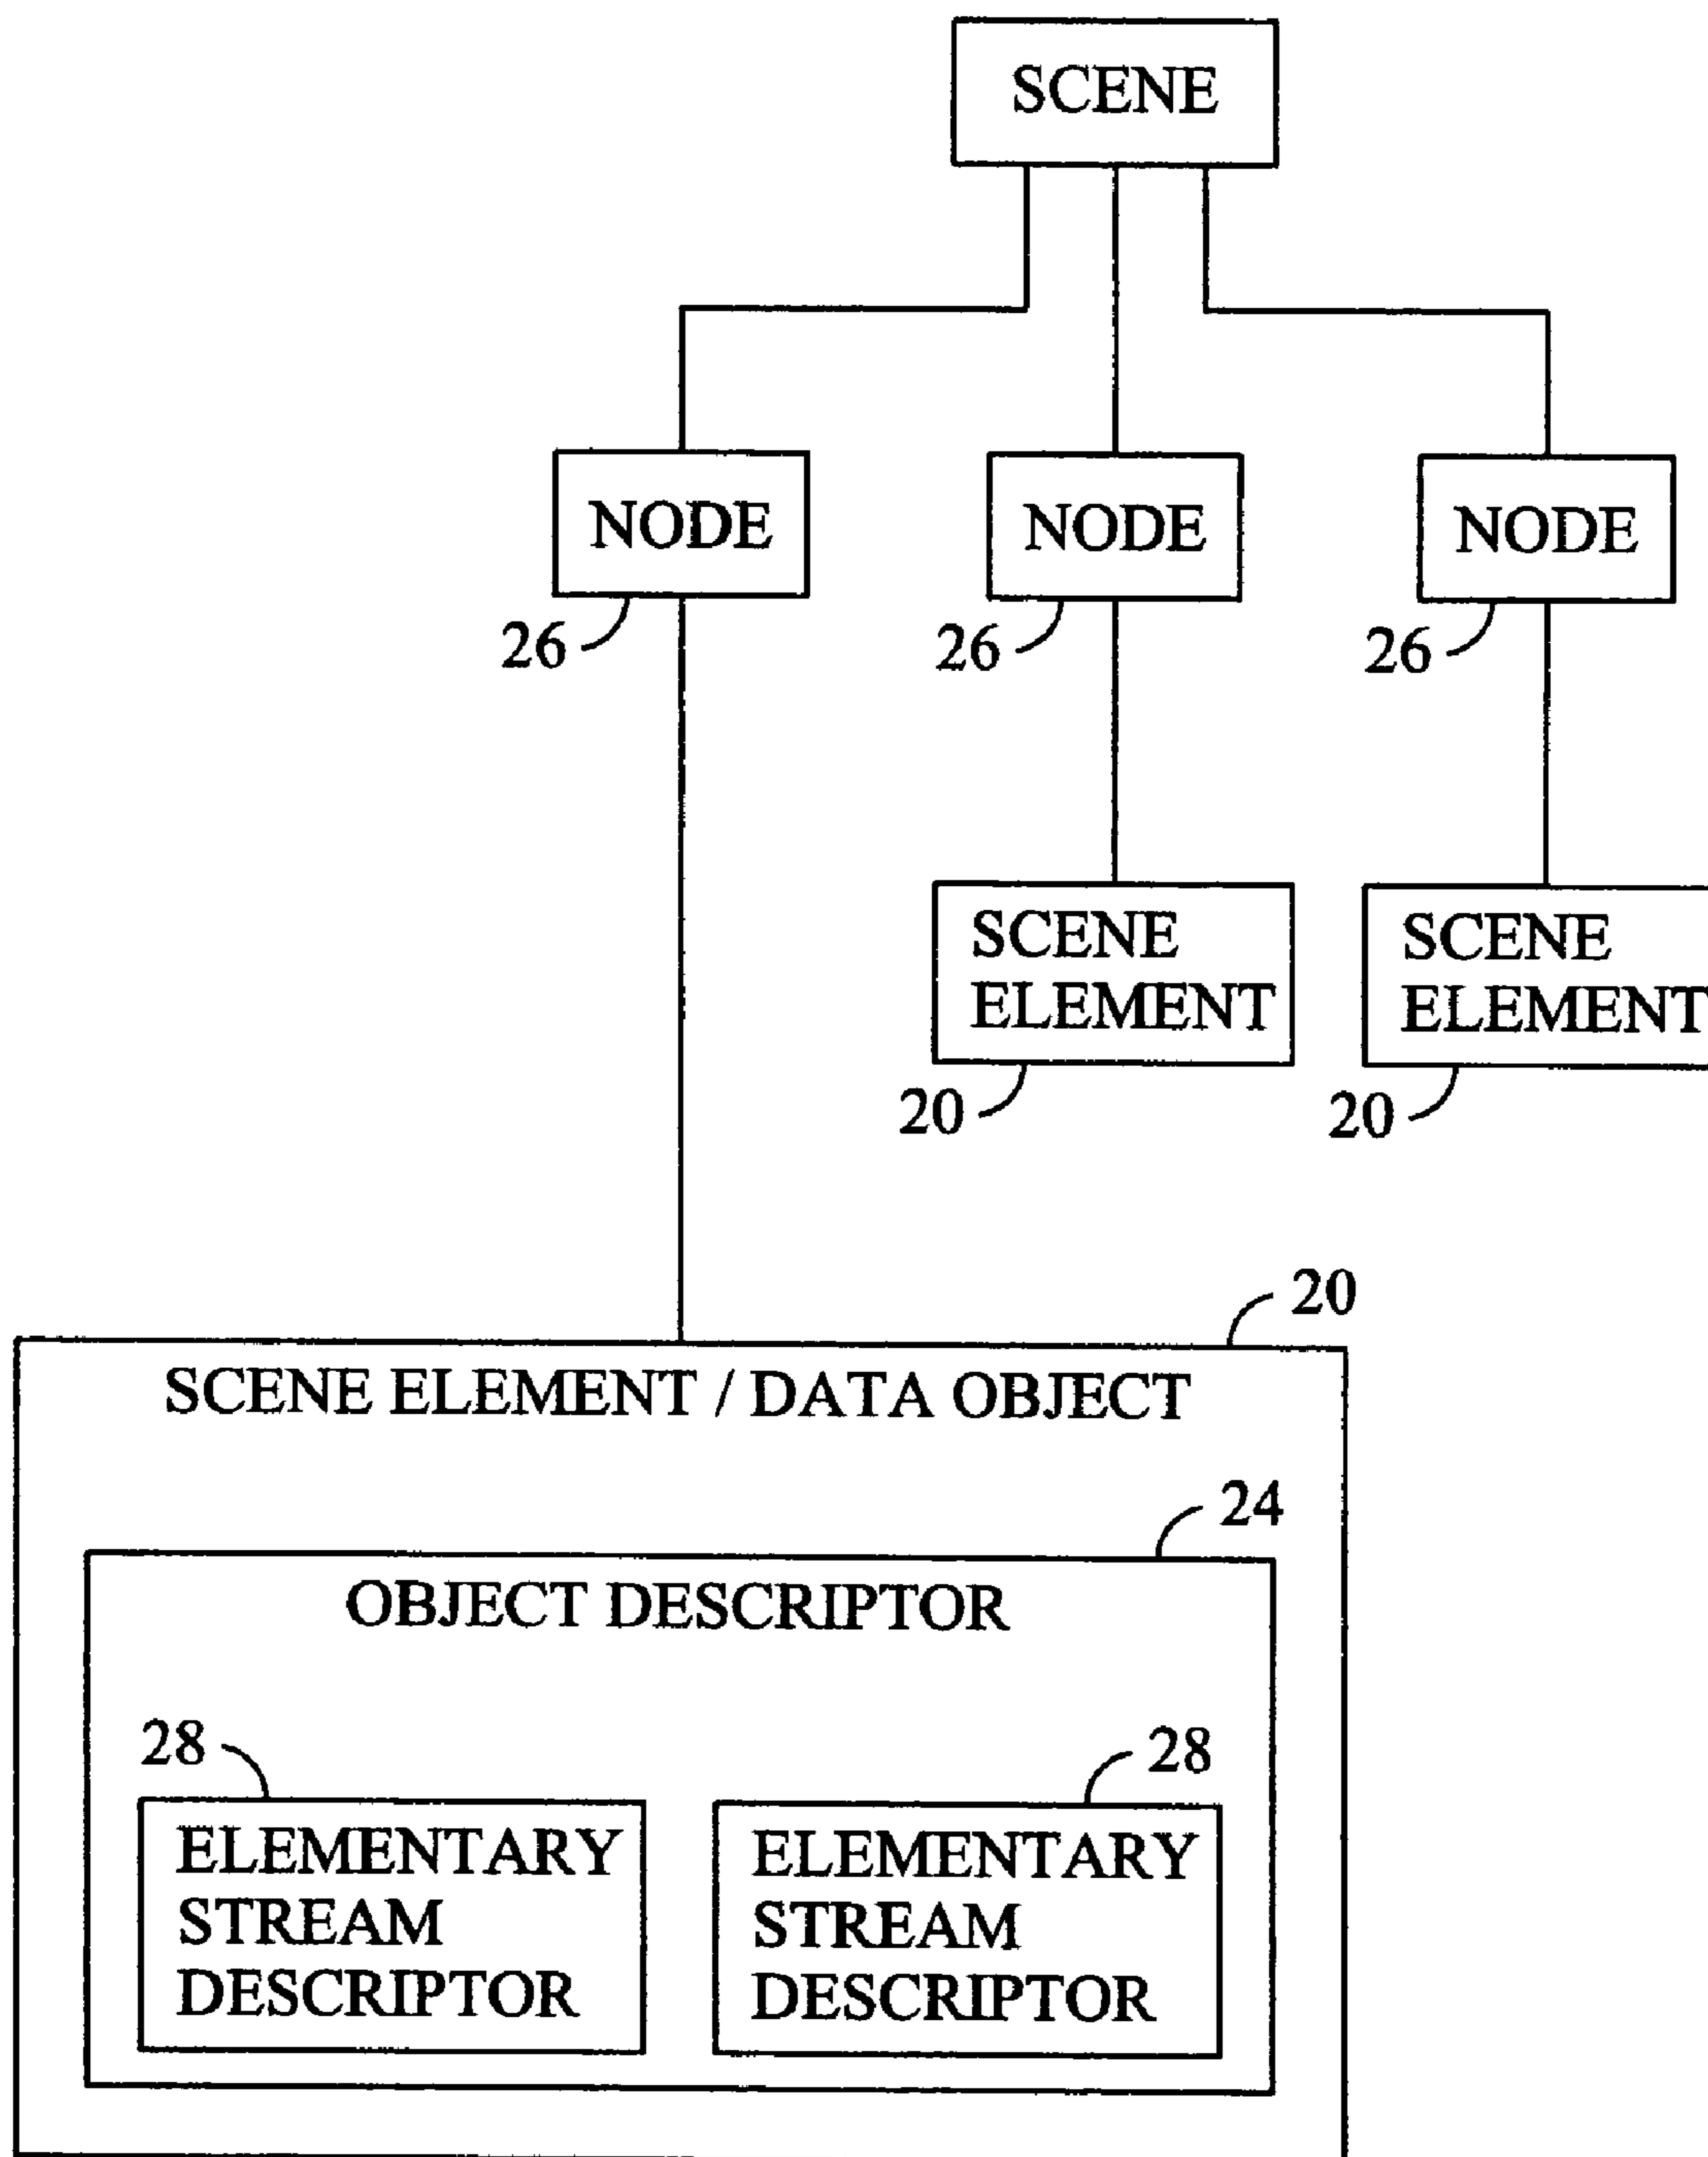 SCENE
NODE
NODE
NODE
26
26
26
SCENE
ELEMENT
SCENE
ELEMENT
20
20
20
SCENE ELEMENT / DATA OBJECT
24
OBJECT DESCRIPTOR
28
28
ELEMENTARY
STREAM
DESCRIPTOR
ELEMENTARY
STREAM
DESCRIPTOR